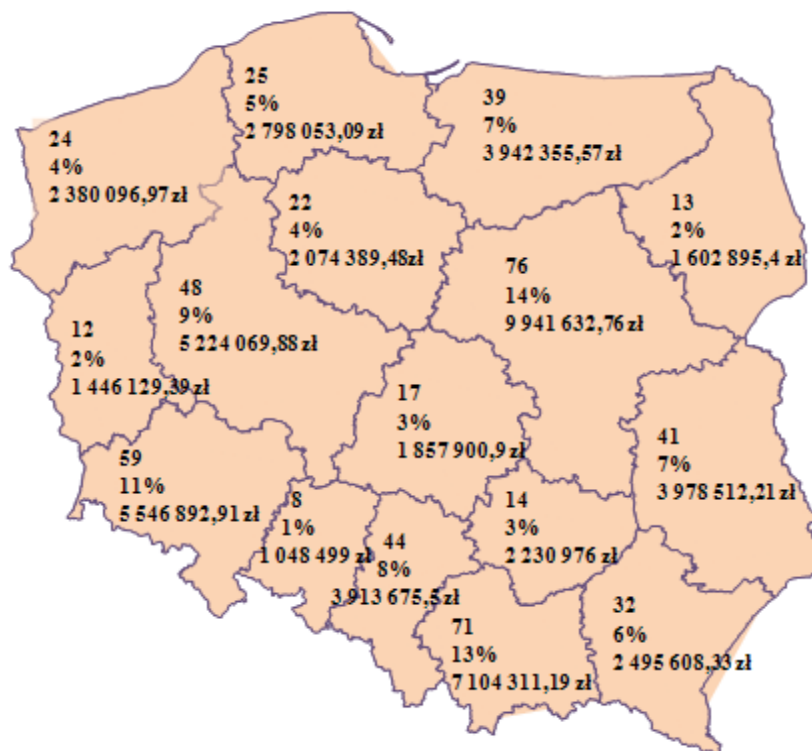 25
5%
2 798 053,09 zł
39
7%
3 942 355,57 zł
24
4%
2 380 096,97 zł
22
4%
2 074 389,48zł
13
2%
1 602 895,4 zł
76
14%
9 941 632,76 zł
48
9%
5 224 069,88 zł
12
2%
1 446 129,39 zł
17
3%
1 857 900,9 zł
41
7%
3 978 512,21 zł
59
11%
5 546 892,91 zł
8
1%
1 048 499 zł
44
8%
3 913 675,5 zł
14
3%
2 230 976 zł
71
13%
7 104 311,19 zł
32
6%
2 495 608,33 zł